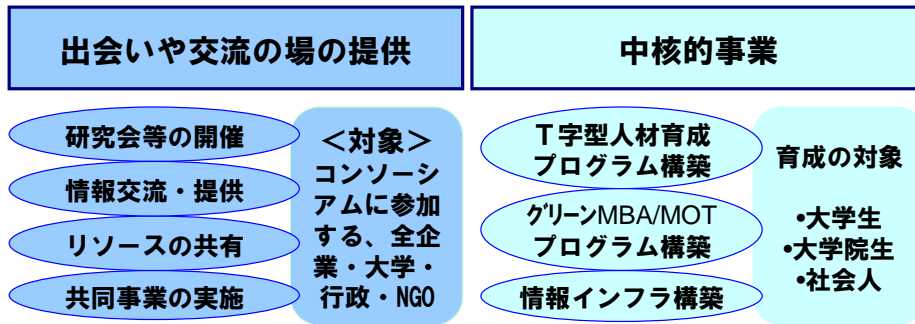 出会いや交流の場の提供
研究会等の開催
情報交流・提供
リソースの共有
共同事業の実施
＜対象＞
コンソーシ
アムに参加
する、全企
業・大学・
行政・NGO
中核的事業
Ｔ字型人材育成
プログラム構築
グリーンMBA/MOT
プログラム構築
情報インフラ構築
育成の対象
•大学生
•大学院生
•社会人